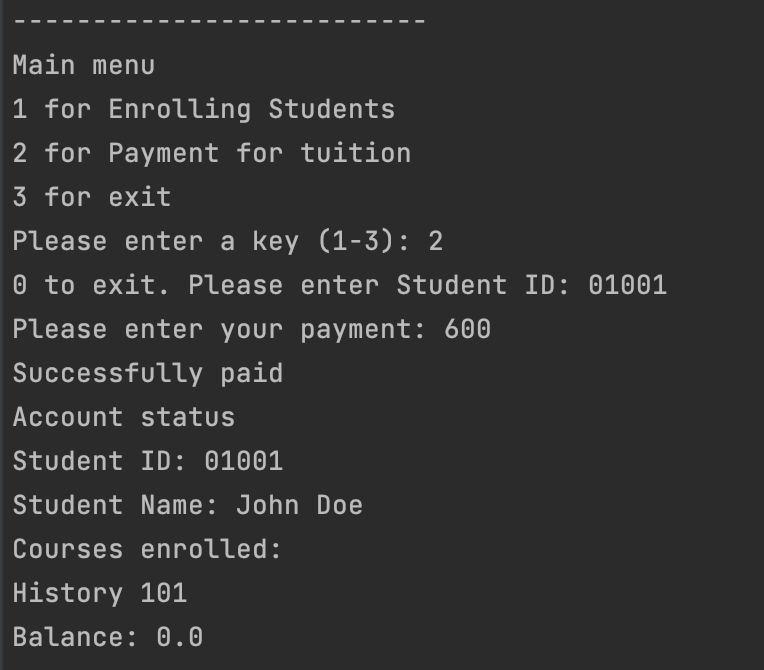 ---------------------------
Main menu
1 for Enrolling Students
2 for Payment for tuition
3 for exit
Please enter a key (1-3): 2
0 to exit. Please enter Student ID: 01001
Please enter your payment: 600
Successfully paid
Account status
Student ID: 01001
Student Name: John Doe
Courses enrolled:
History 101
Balance: 0.0